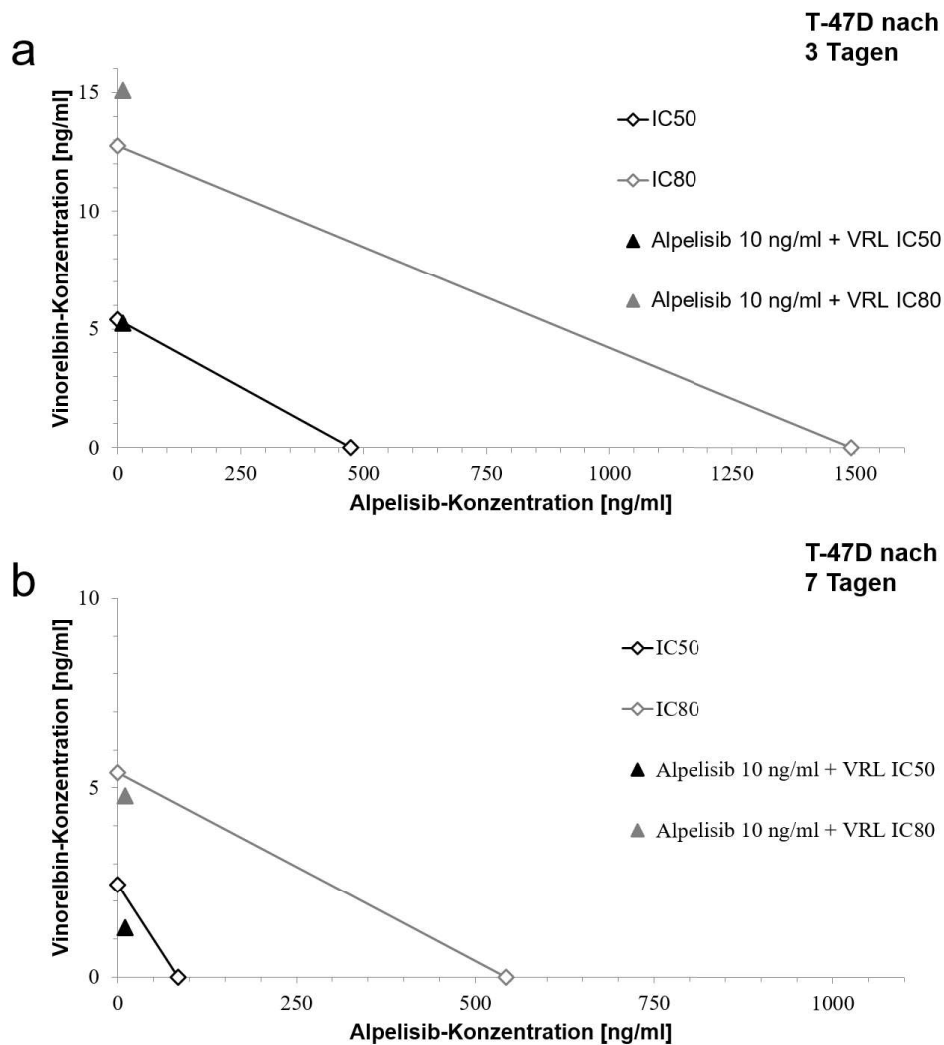 a
T-47D nach
3 Tagen
Vinorelbin-Konzentration [ng/ml]
15
10
5
0
IC50
IC80
Alpelisib 10 ng/ml + VRL IC50
Alpelisib 10 ng/ml + VRL IC80
0 250 500 750 1000 1250 1500
Alpelisib-Konzentration [ng/ml]
b
T-47D nach
7 Tagen
Vinorelbin-Konzentration [ng/ml]
10
5
0
IC50
IC80
Alpelisib 10 ng/ml + VRL IC50
Alpelisib 10 ng/ml + VRL IC80
0 250 500 750 1000
Alpelisib-Konzentration [ng/ml]